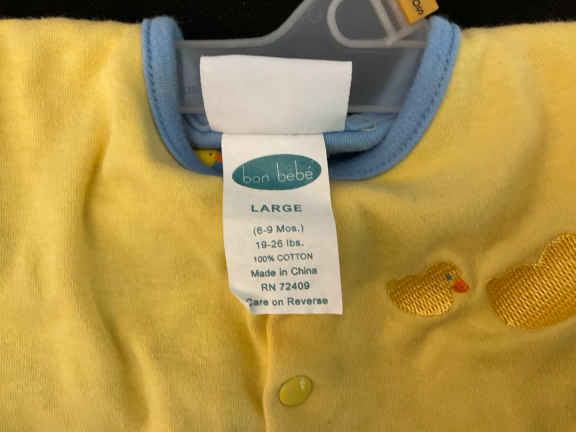 bon bebé
LARGE
(6-9 Mos.)
19-26 lbs.
100% COTTON
Made in China
RN 72409
Care on Reverse